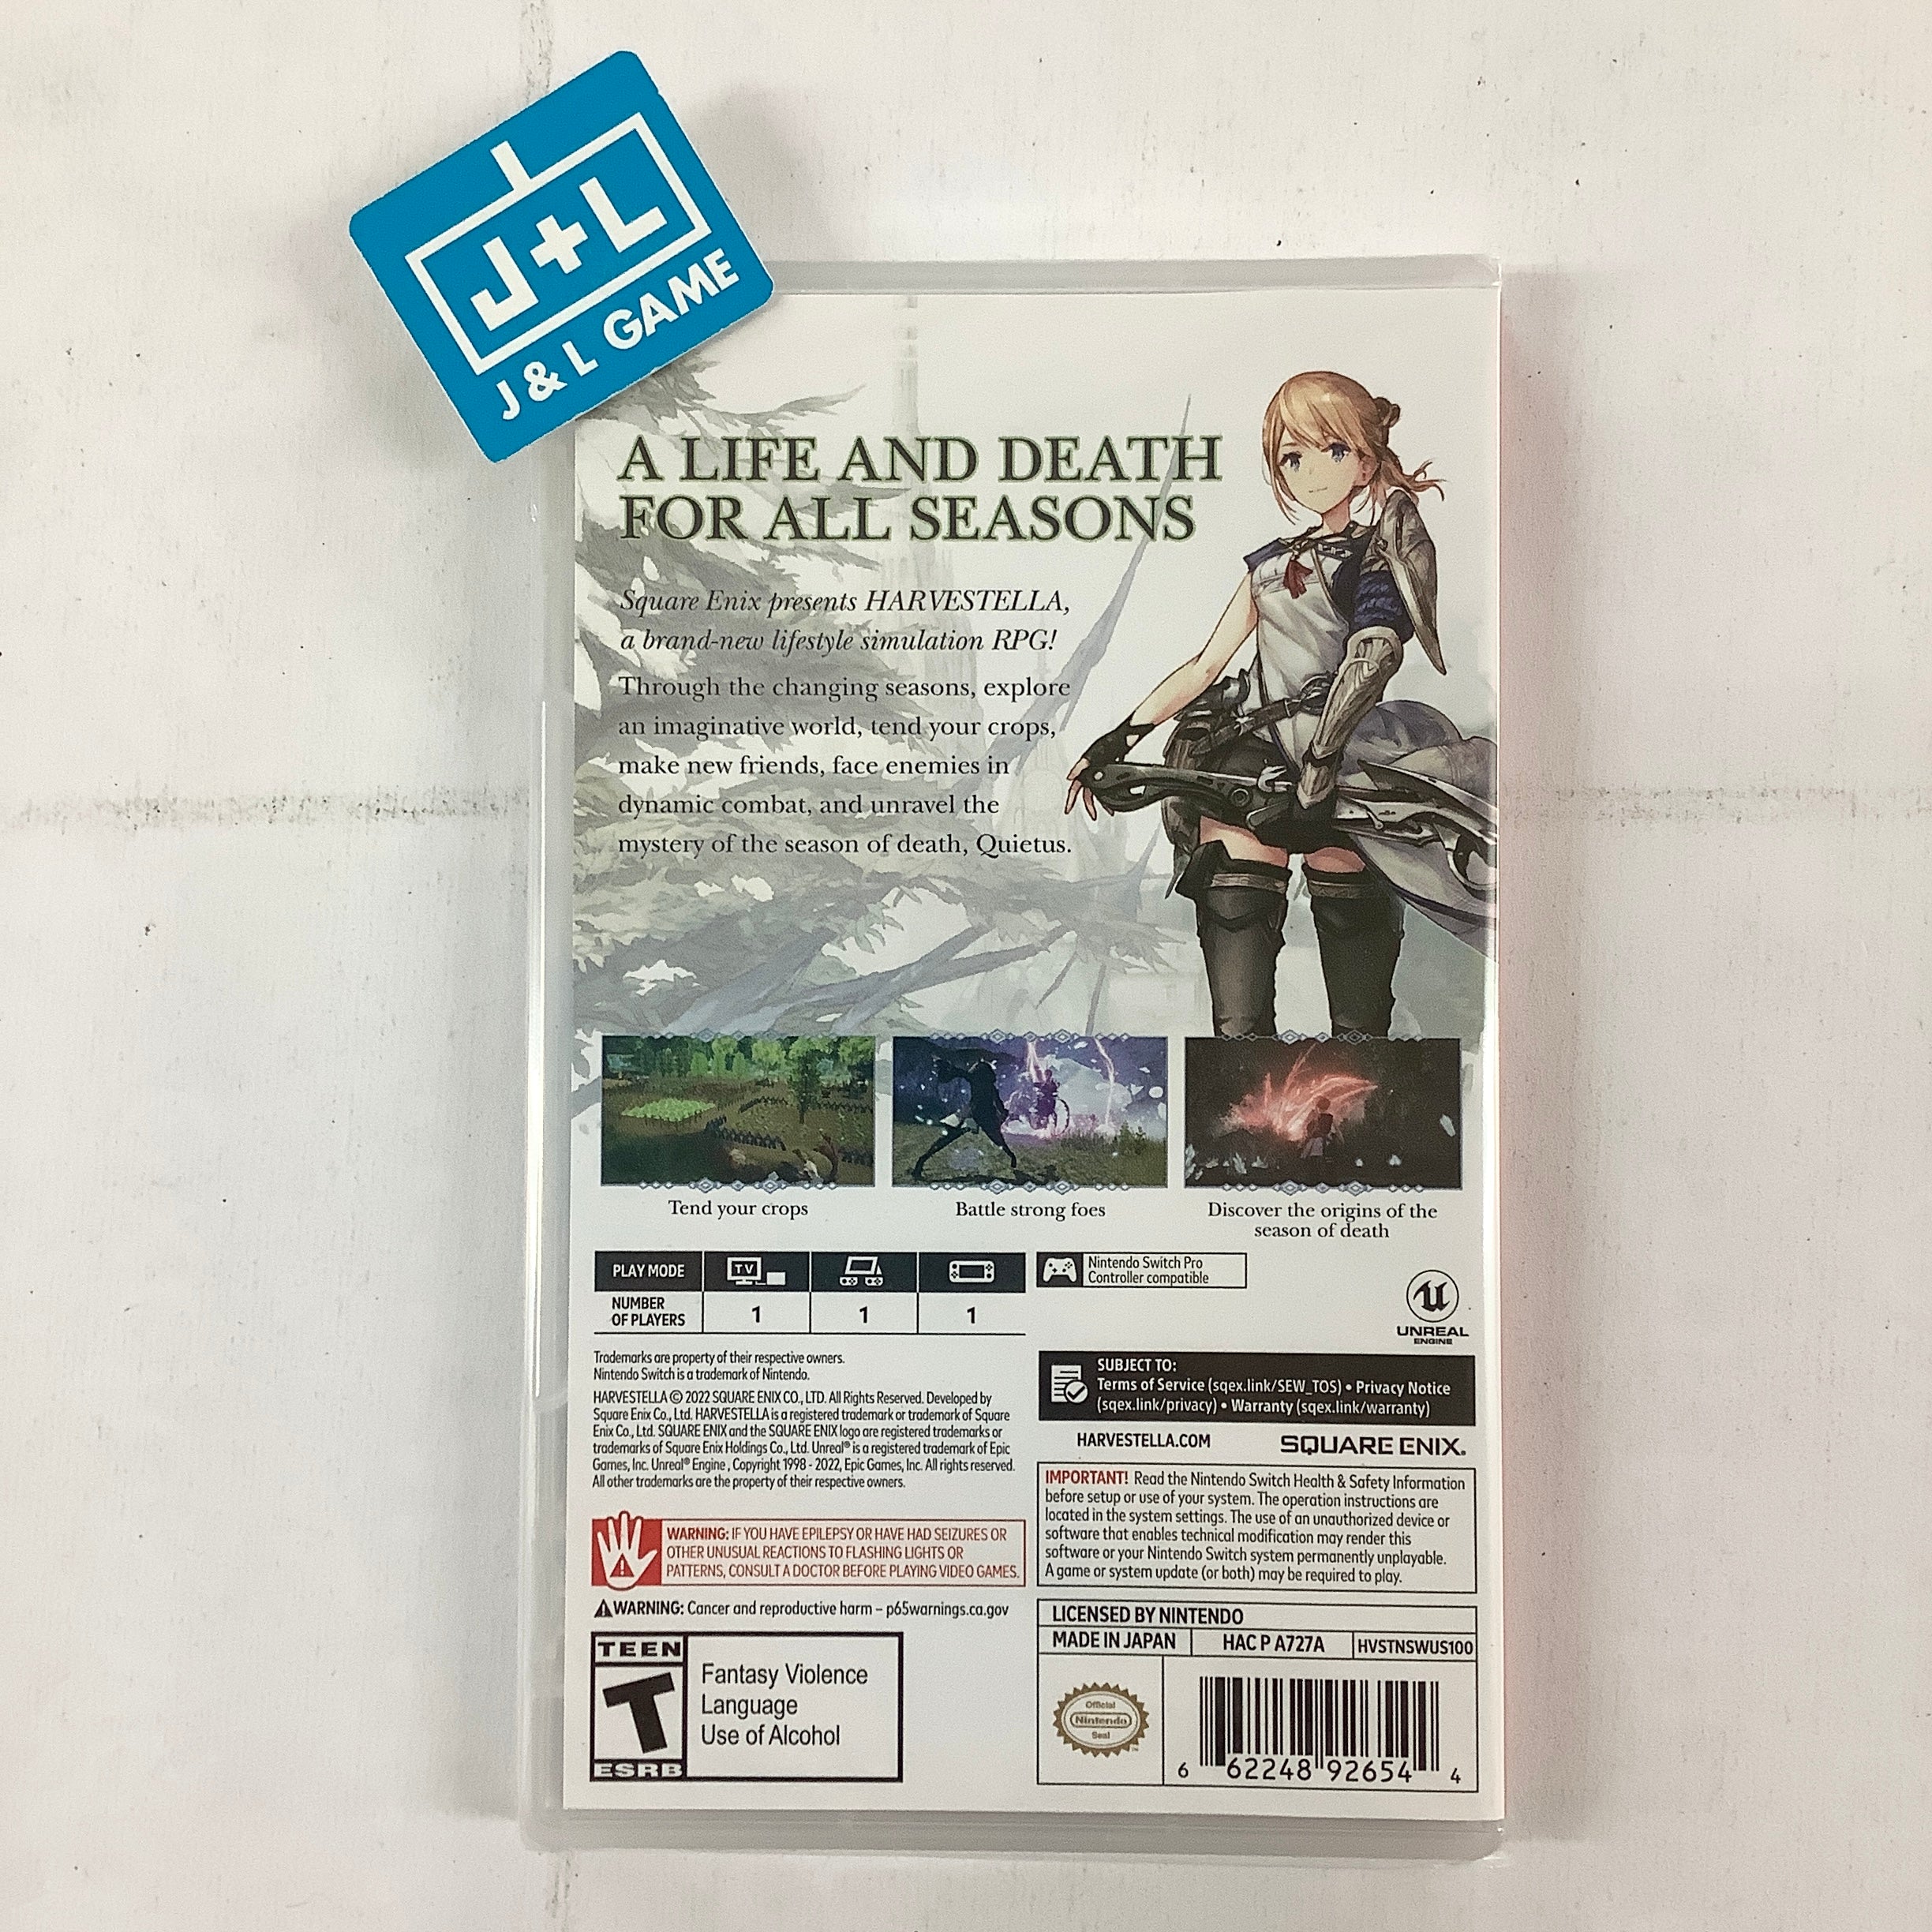 J+L
J & L GAME
A LIFE AND DEATH
FOR ALL SEASONS
Square Enix presents HARVESTELLA,
a brand-new lifestyle simulation RPG!
Through the changing seasons, explore
an imaginative world, tend your crops,
make new friends, face enemies in
dynamic combat, and unravel the
mystery of the season of death, Quietus.
Tend your crops
Battle strong foes
Discover the origins of the
season of death
PLAY MODE
TV
NUMBER
OF PLAYERS
1
1
1
Nintendo Switch Pro
Controller compatible
UNREAL
ENGINE
Trademarks are property of their respective owners.
Nintendo Switch is a trademark of Nintendo.
HARVESTELLA © 2022 SQUARE ENIX CO., LTD. All Rights Reserved. Developed by
Square Enix Co., Ltd. HARVESTELLA is a registered trademark or trademark of Square
Enix Co., Ltd. SQUARE ENIX and the SQUARE ENIX logo are registered trademarks or
trademarks of Square Enix Holdings Co., Ltd. Unreal® is a registered trademark of Epic
Games, Inc. Unreal® Engine, Copyright 1998 - 2022, Epic Games, Inc. All rights reserved.
All other trademarks are the property of their respective owners.
SUBJECT TO:
Terms of Service (sqex.link/SEW_TOS) • Privacy Notice
(sqex.link/privacy) • Warranty (sqex.link/warranty)
HARVESTELLA.COM
SQUARE ENIX.
IMPORTANT! Read the Nintendo Switch Health & Safety Information
before setup or use of your system. The operation instructions are
located in the system settings. The use of an unauthorized device or
software that enables technical modification may render this
software or your Nintendo Switch system permanently unplayable.
A game or system update (or both) may be required to play.
WARNING: IF YOU HAVE EPILEPSY OR HAVE HAD SEIZURES OR
OTHER UNUSUAL REACTIONS TO FLASHING LIGHTS OR
PATTERNS, CONSULT A DOCTOR BEFORE PLAYING VIDEO GAMES.
WARNING: Cancer and reproductive harm – p65warnings.ca.gov
TEEN
T
ESRB
Fantasy Violence
Language
Use of Alcohol
LICENSED BY NINTENDO
MADE IN JAPAN
HAC P A727A
HVSTNSWUS100
Official
Nintendo
Seal
6 62248 92654 4